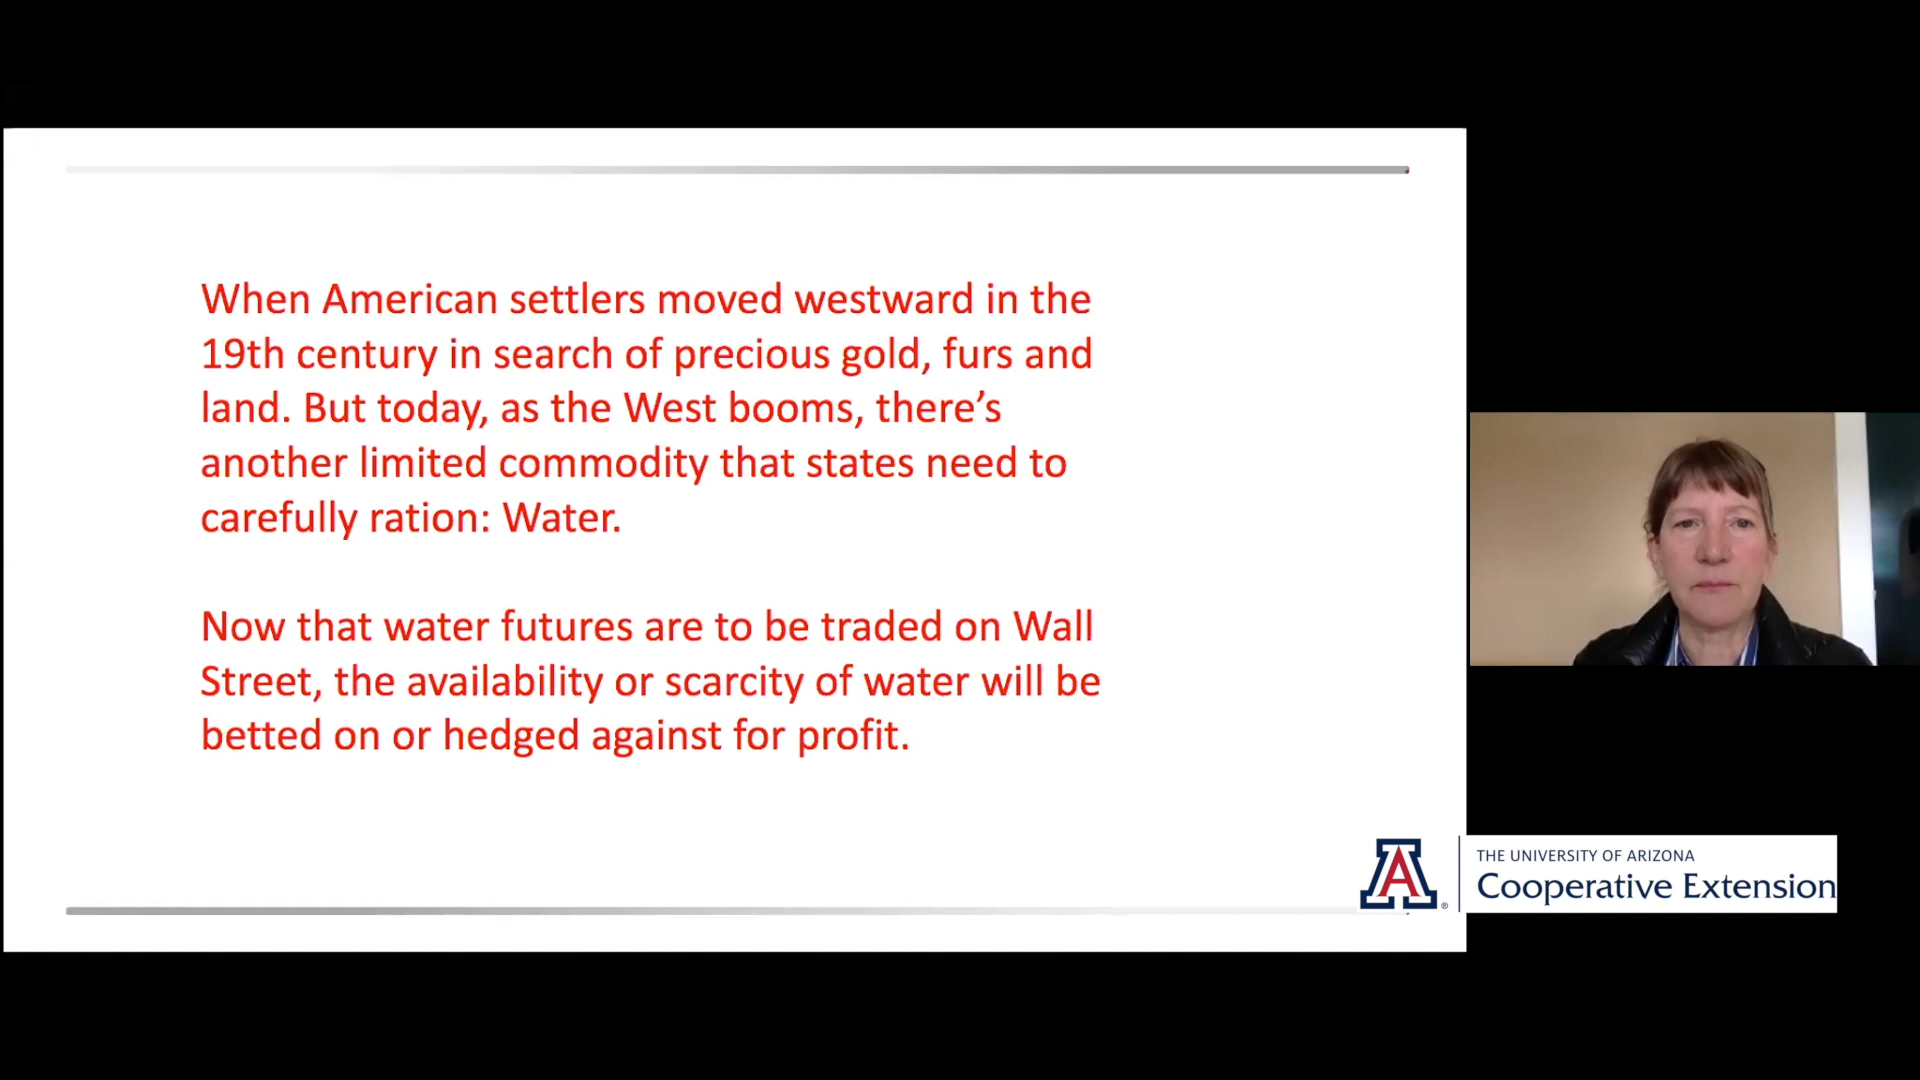 When American settlers moved westward in the
19th century in search of precious gold, furs and
land. But today, as the West booms, there’s
another limited commodity that states need to
carefully ration: Water.
Now that water futures are to be traded on Wall
Street, the availability or scarcity of water will be
betted on or hedged against for profit.
A ®
THE UNIVERSITY OF ARIZONA
Cooperative Extension